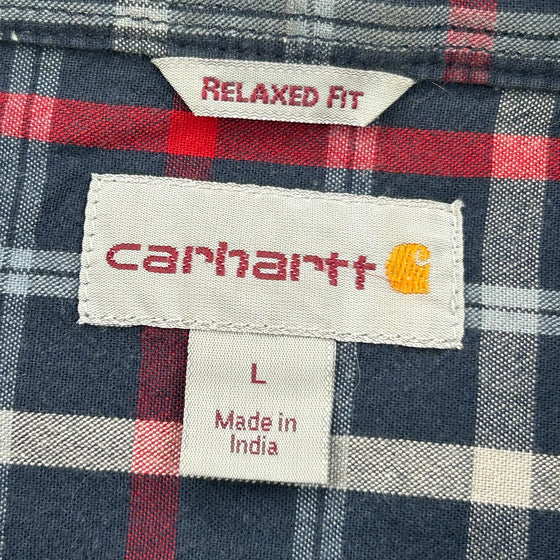 RELAXED FIT
carhartt
L
Made in
India